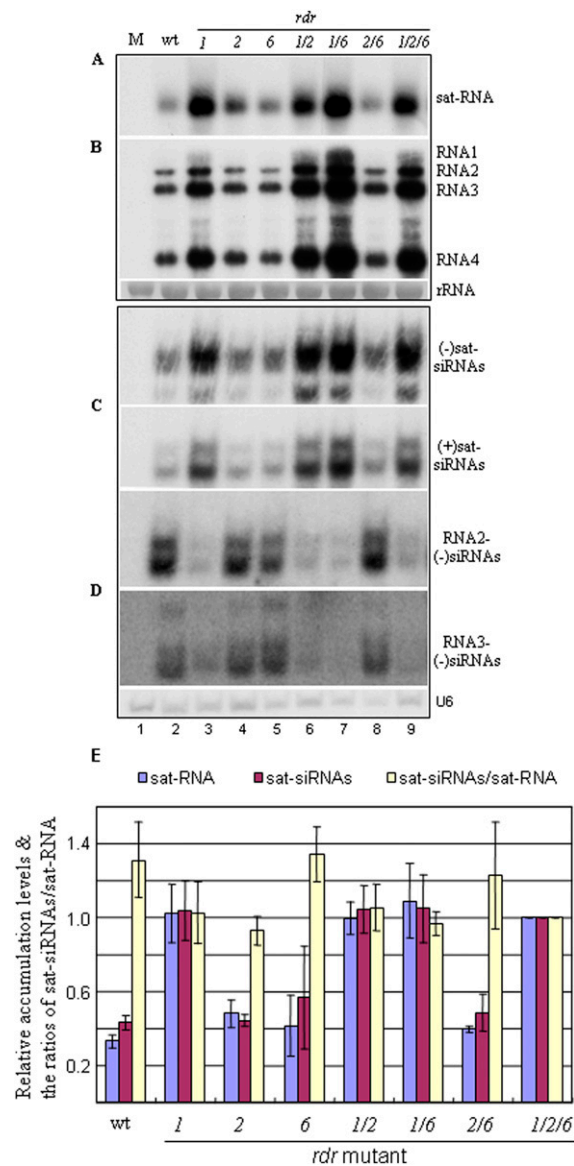 rdr
M wt 1 2 6 1/2 1/6 2/6 1/2/6
A
sat-RNA
B
RNA1
RNA2
RNA3
RNA4
rRNA
(-)sat-
siRNAs
C
(+)sat-
siRNAs
RNA2-
(-)siRNAs
D
RNA3-
(-)siRNAs
U6
1 2 3 4 5 6 7 8 9
E
sat-RNA sat-siRNAs sat-siRNAs/sat-RNA
Relative accumulation levels &
the ratios of sat-siRNAs/sat-RNA
1.4
1.0
0.6
0.2
wt 1 2 6 1/2 1/6 2/6 1/2/6
rdr mutant